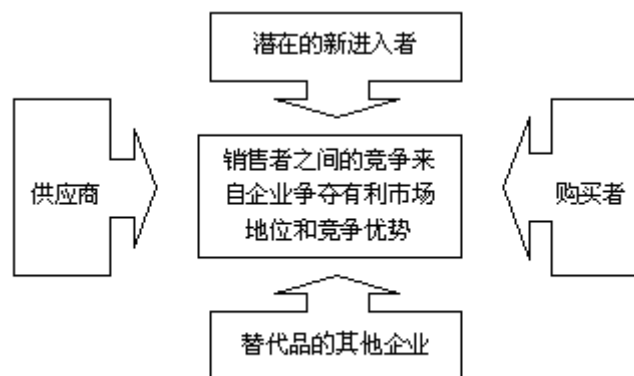 潜在的新进入者
供应商
销售者之间的竞争来
自企业争夺有利市场
地位和竞争优势
购买者
替代品的其他企业